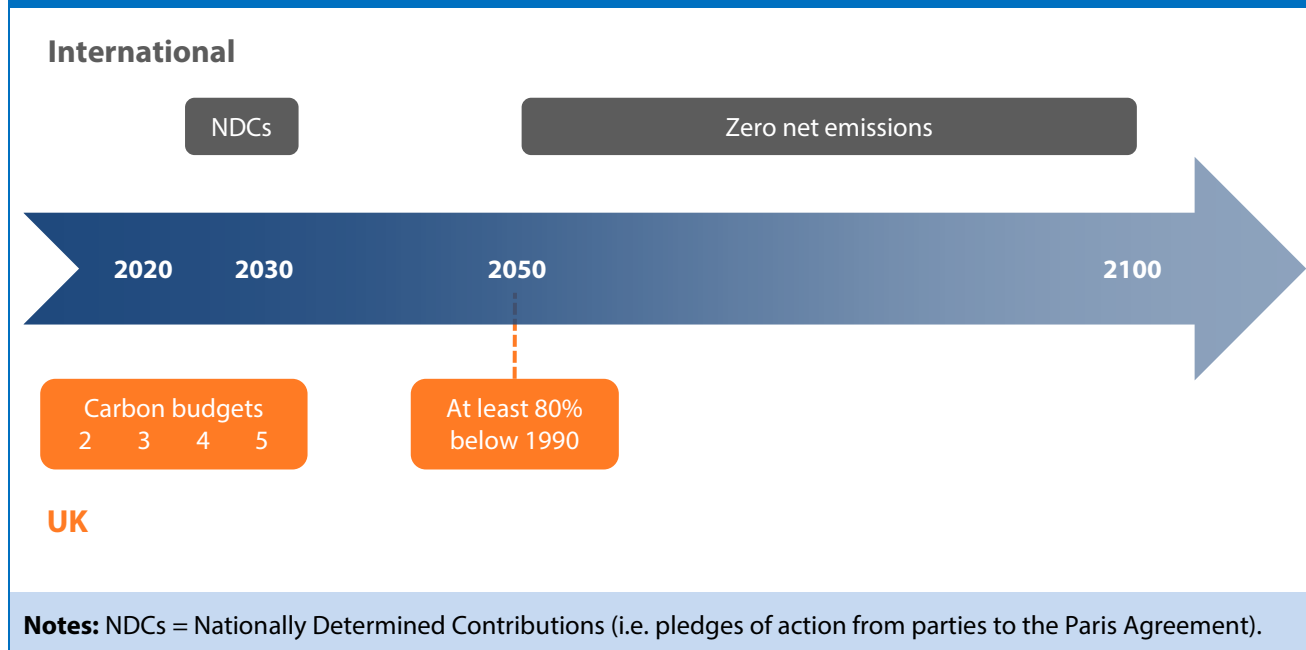 International
NDCs
Zero net emissions
2020 2030 2050 2100
Carbon budgets
2 3 4 5
At least 80%
below 1990
UK
Notes: NDCs = Nationally Determined Contributions (i.e. pledges of action from parties to the Paris Agreement).